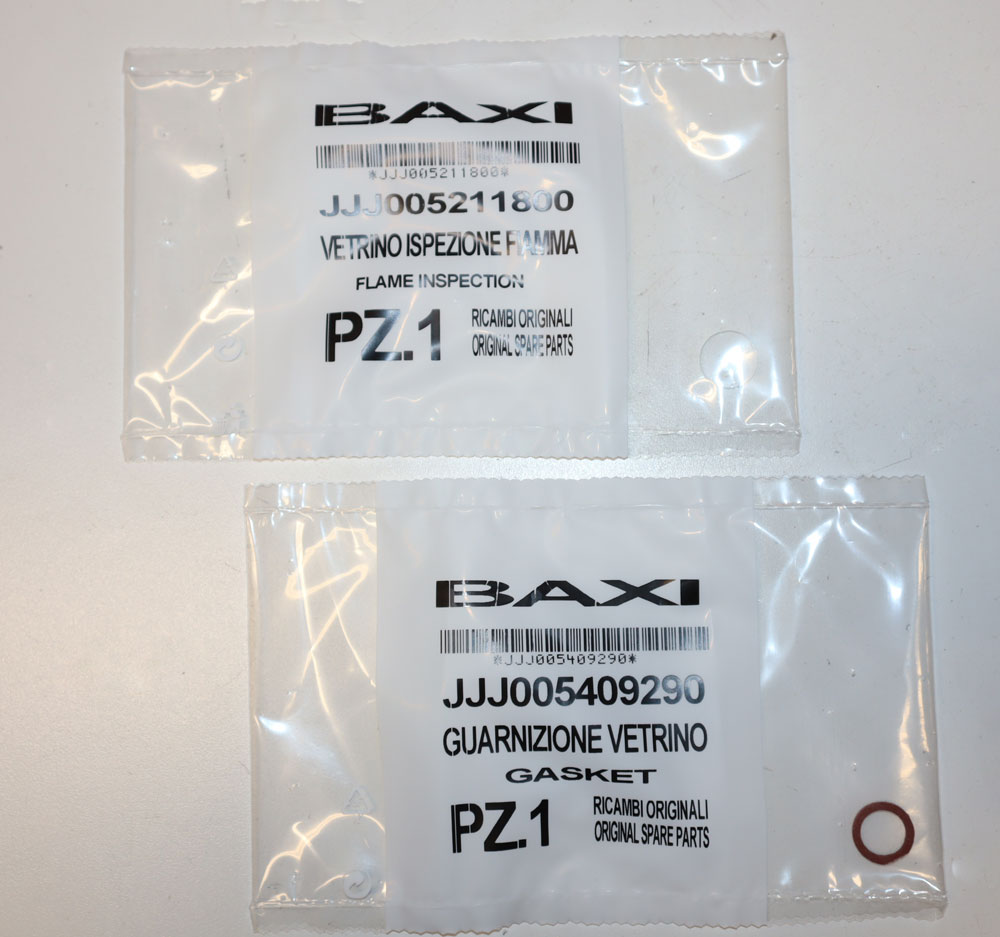 BAXI
*JJJ005211800*
JJJ005211800
VETRINO ISPEZIONE FIAMMA
FLAME INSPECTION
PZ.1
RICAMBI ORIGINALI
ORIGINAL SPARE PARTS
BAXI
*JJJ005409290*
JJJ005409290
GUARNIZIONE VETRINO
GASKET
PZ.1
RICAMBI ORIGINALI
ORIGINAL SPARE PARTS